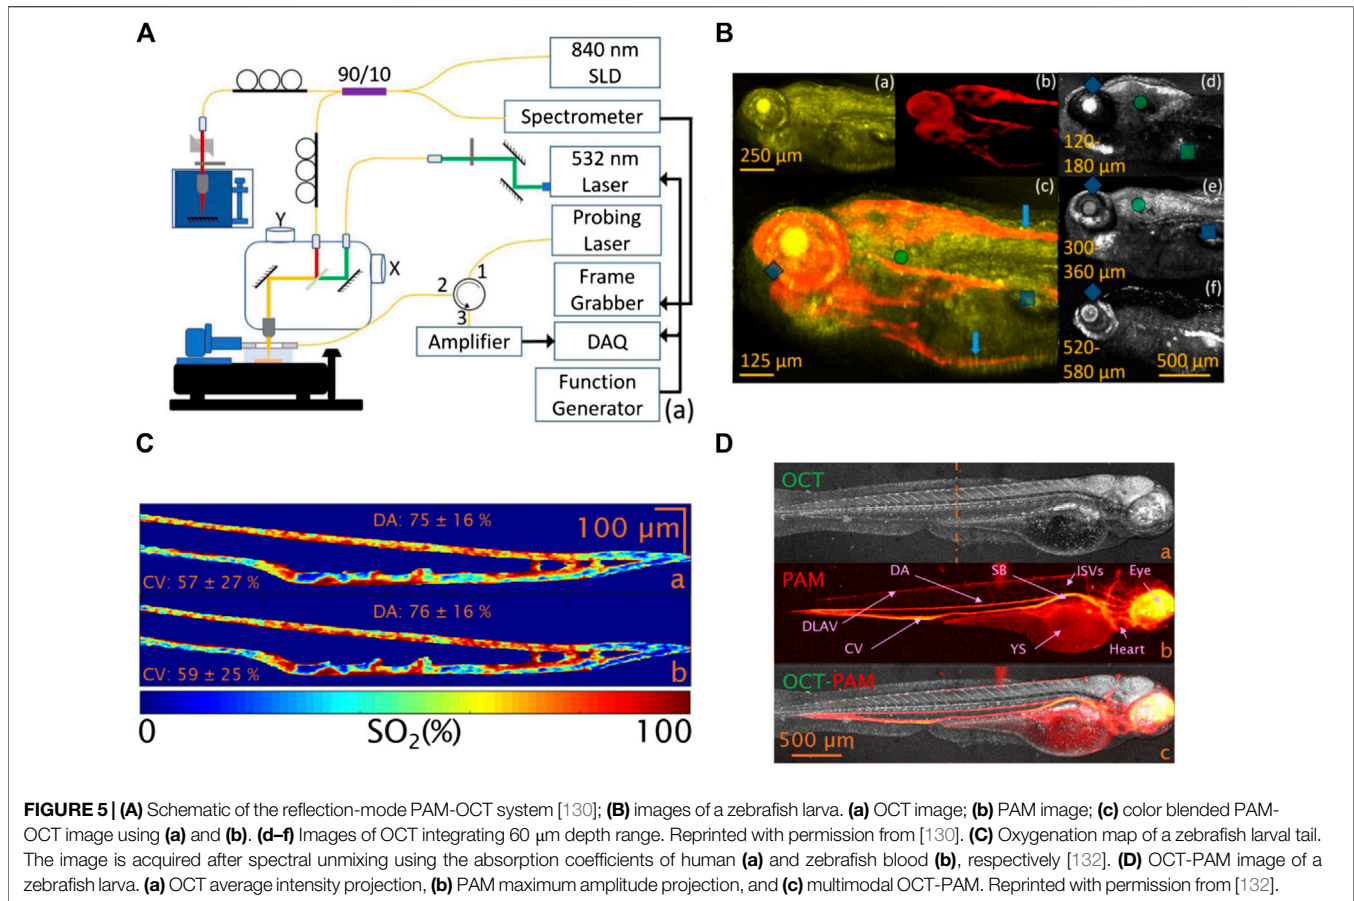 A
840 nm
SLD
90/10
Spectrometer
532 nm
Laser
Probing
Laser
Y
X
1
2
3
Frame
Grabber
Amplifier
DAQ
Function
Generator
(a)
B
(a)
250 µm
(b)
(c)
125 µm
(d)
120-
180 µm
(e)
300-
360 µm
(f)
520-
580 µm
500 µm
C
DA: 75 ± 16 %
100 µm
CV: 57 ± 27 %
a
DA: 76 ± 16 %
CV: 59 ± 25 %
b
0
SO₂(%)
100
D
OCT
a
PAM
DA
SB
ISVs
Eye
DLAV
CV
YS
Heart
b
OCT-PAM
500 µm
c
FIGURE 5 | (A) Schematic of the reflection-mode PAM-OCT system [130]; (B) images of a zebrafish larva. (a) OCT image; (b) PAM image; (c) color blended PAM-
OCT image using (a) and (b). (d–f) Images of OCT integrating 60 μm depth range. Reprinted with permission from [130]. (C) Oxygenation map of a zebrafish larval tail.
The image is acquired after spectral unmixing using the absorption coefficients of human (a) and zebrafish blood (b), respectively [132]. (D) OCT-PAM image of a
zebrafish larva. (a) OCT average intensity projection, (b) PAM maximum amplitude projection, and (c) multimodal OCT-PAM. Reprinted with permission from [132].